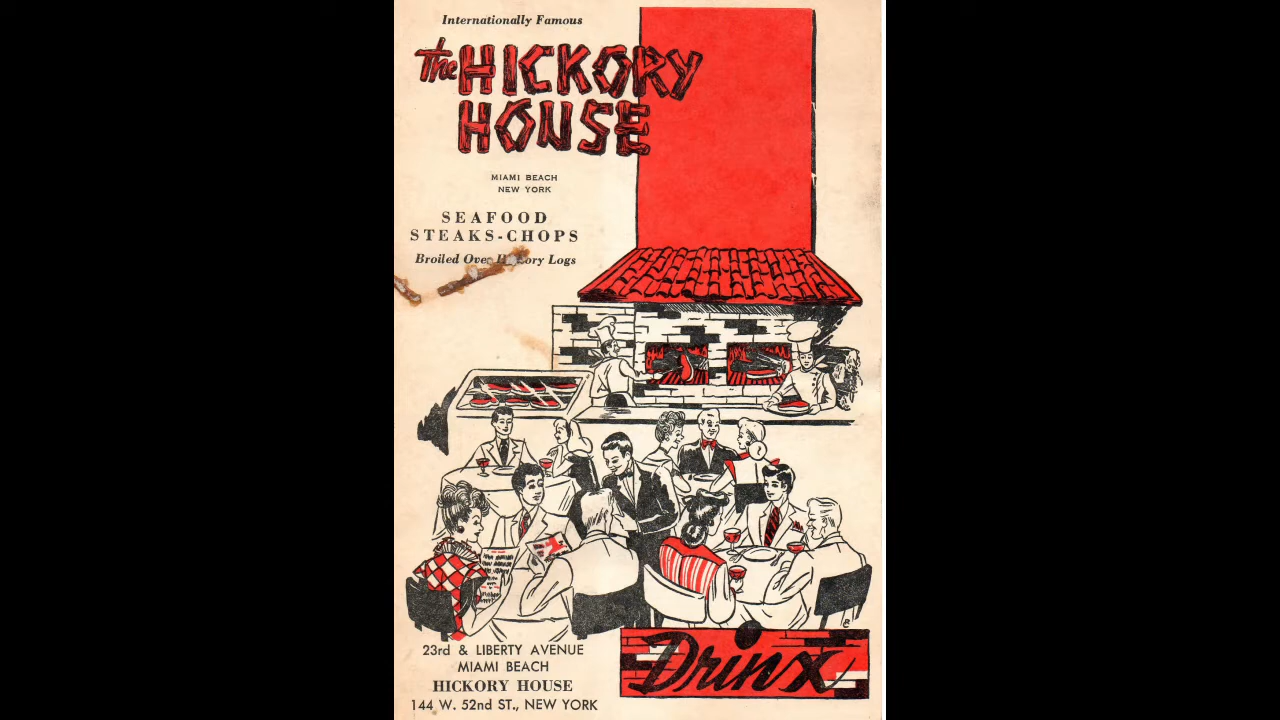 Internationally Famous
The HICKORY
HOUSE
MIAMI BEACH
NEW YORK
SEAFOOD
STEAKS-CHOPS
Broiled Over Hickory Logs
23rd & LIBERTY AVENUE
MIAMI BEACH
HICKORY HOUSE
144 W. 52nd ST., NEW YORK
Drinx